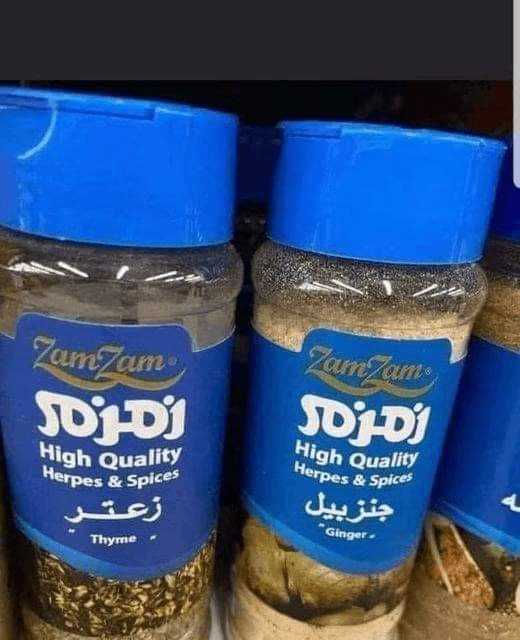 ZamZam
زمزم
High Quality
Herpes & Spices
زعتر
Thyme
ZamZam
زمزم
High Quality
Herpes & Spices
جنزبيل
Ginger